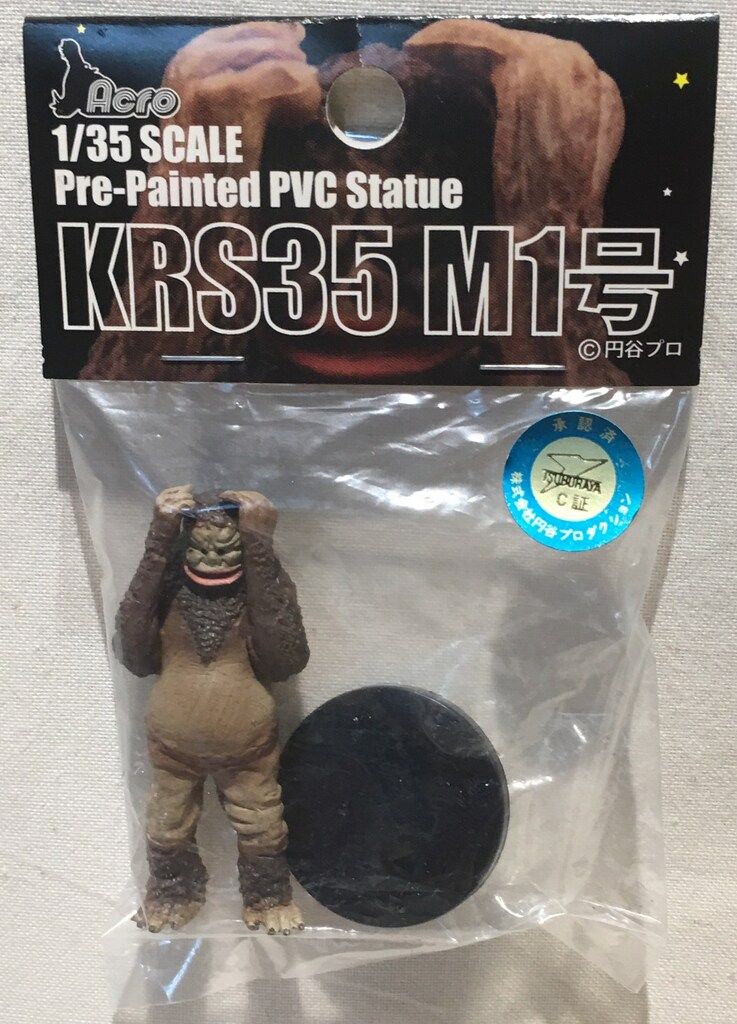 Acro
1/35 SCALE
Pre-Painted PVC Statue
KRS35 M1号
©円谷プロ
承認済
TSUBURAYA
C証
株式会社円谷プロダクション